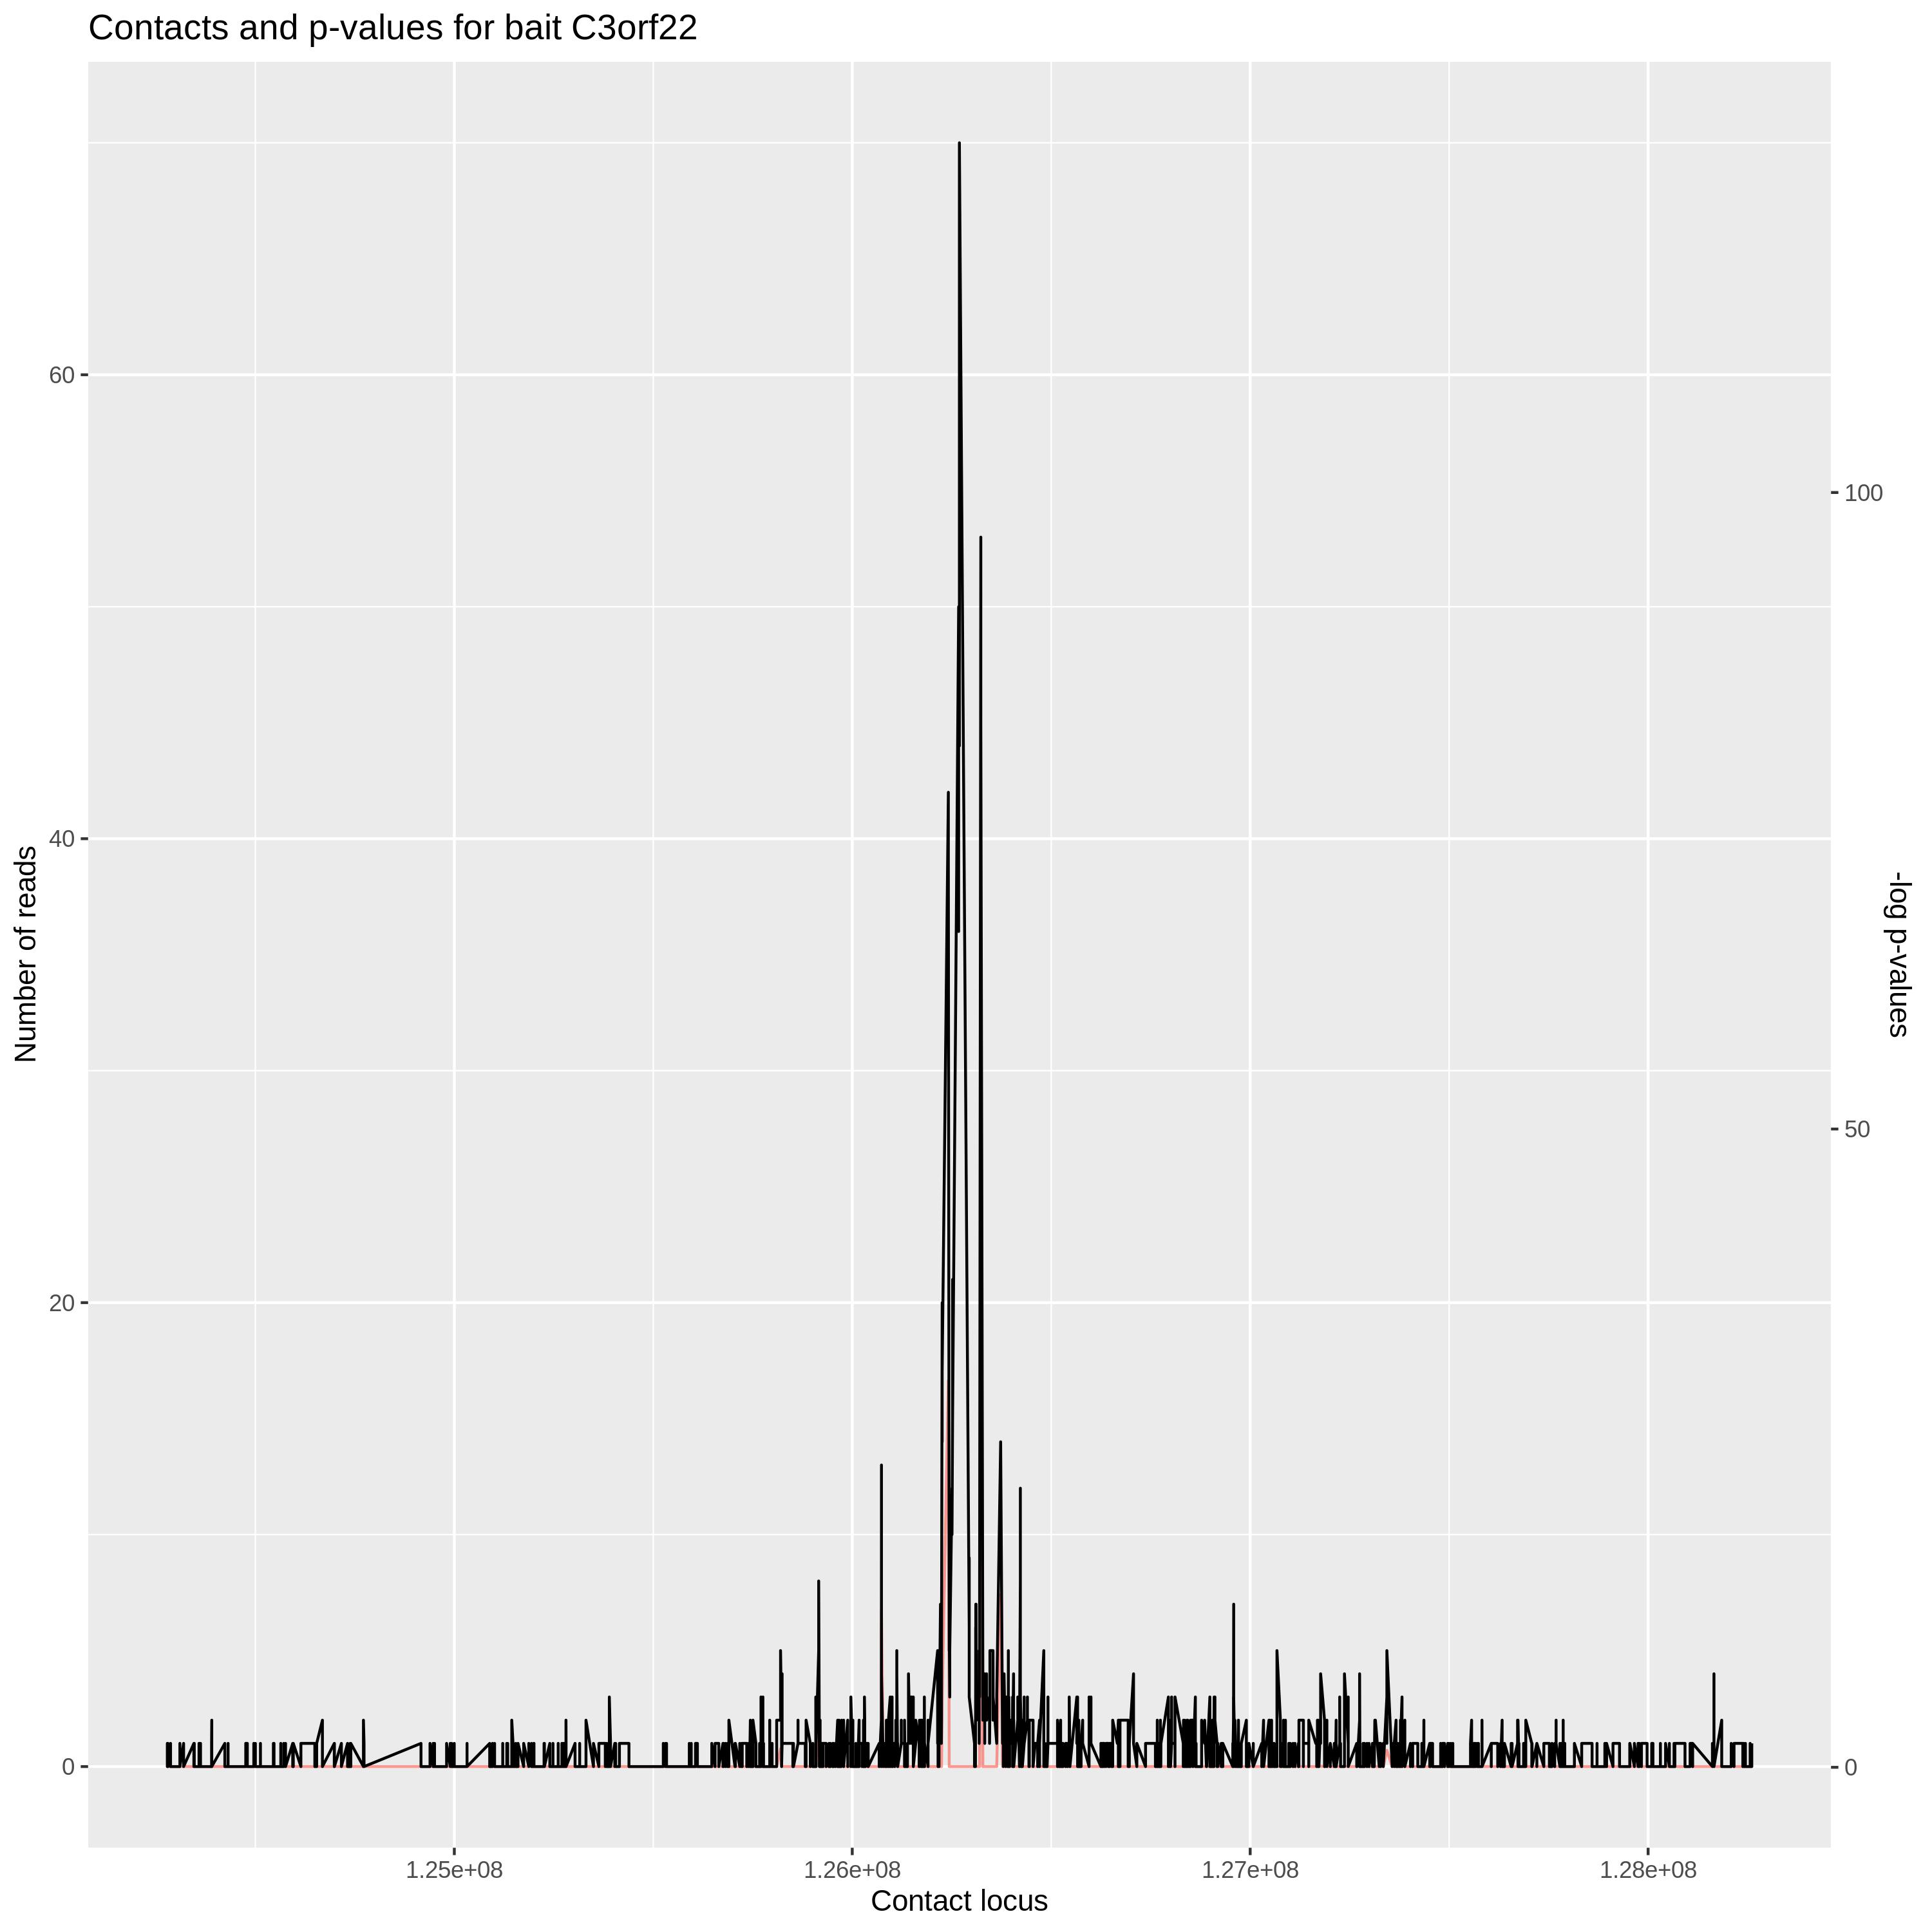 Contacts and p-values for bait C3orf22
60
40
20
0
Number of reads
100
50
0
-log p-values
1.25e+08
1.26e+08
1.27e+08
1.28e+08
Contact locus